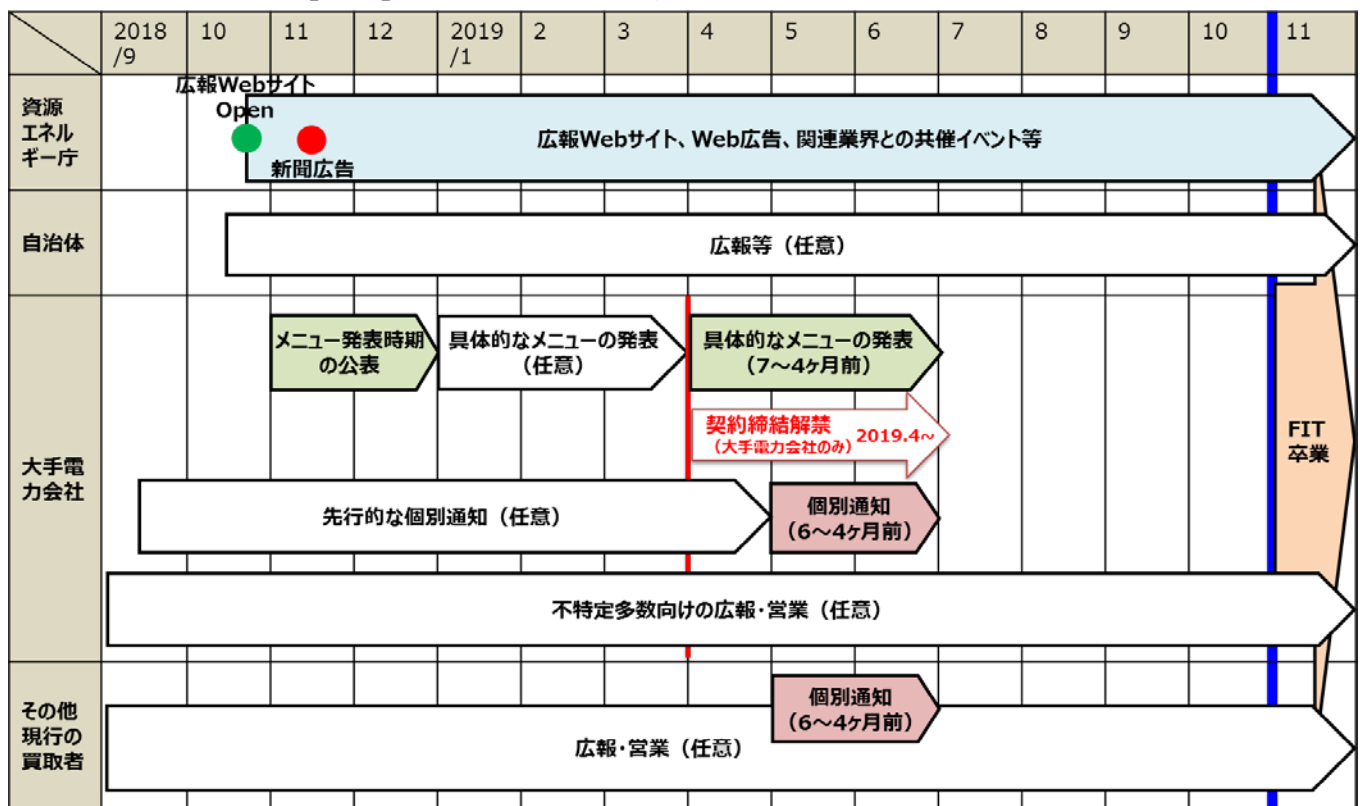 2018
/9
10
11
12
2019
/1
2
3
4
5
6
7
8
9
10
11
資源
エネル
ギー庁
広報Webサイト
Open
新聞広告
広報Webサイト、Web広告、関連業界との共催イベント等
自治体
広報等（任意）
大手電
力会社
メニュー発表時期
の公表
具体的なメニューの発表
（任意）
具体的なメニューの発表
（7～4ヶ月前）
契約締結解禁
（大手電力会社のみ）
2019.4~
先行的な個別通知（任意）
個別通知
（6～4ヶ月前）
不特定多数向けの広報・営業（任意）
FIT
卒業
その他
現行の
買取者
個別通知
（6～4ヶ月前）
広報・営業（任意）